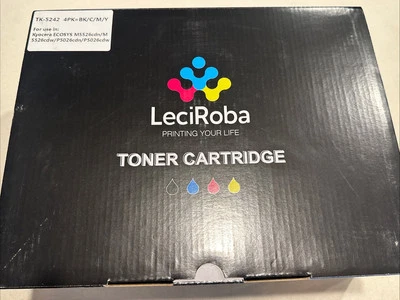 TK-5242 4PK=BK/C/M/Y
For use in:
Kyocera ECOSYS M5526cdn/M
5526cdw/P5026cdn/P5026cdw
LeciRoba
PRINTING YOUR LIFE
TONER CARTRIDGE